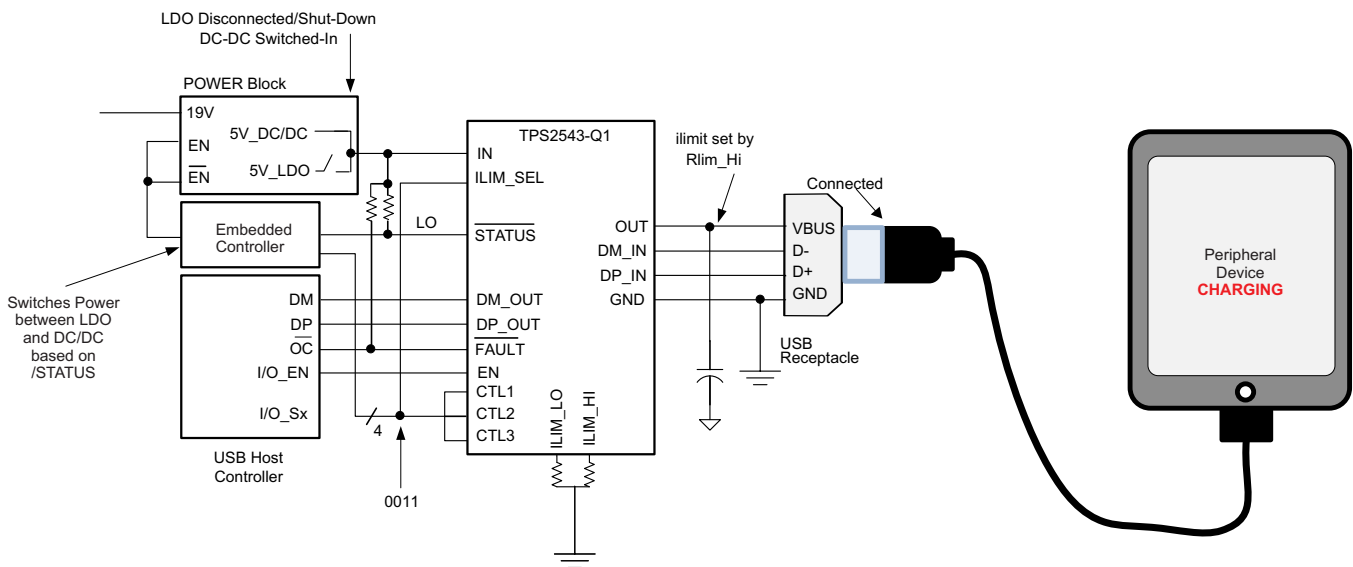 LDO Disconnected/Shut-Down
DC-DC Switched-In
POWER Block
19V
EN
EN
5V_DC/DC
5V_LDO
Embedded
Controller
LO
Switches Power
between LDO
and DC/DC
based on
/STATUS
DM
DP
OC
I/O_EN
I/O_Sx
USB Host
Controller
4
0011
TPS2543-Q1
IN
ILIM_SEL
STATUS
DM_OUT
DP_OUT
FAULT
EN
CTL1
CTL2
CTL3
ILIM_LO
ILIM_HI
OUT
DM_IN
DP_IN
GND
ilimit set by
Rlim_Hi
VBUS
D-
D+
GND
USB
Receptacle
Connected
Peripheral
Device
CHARGING